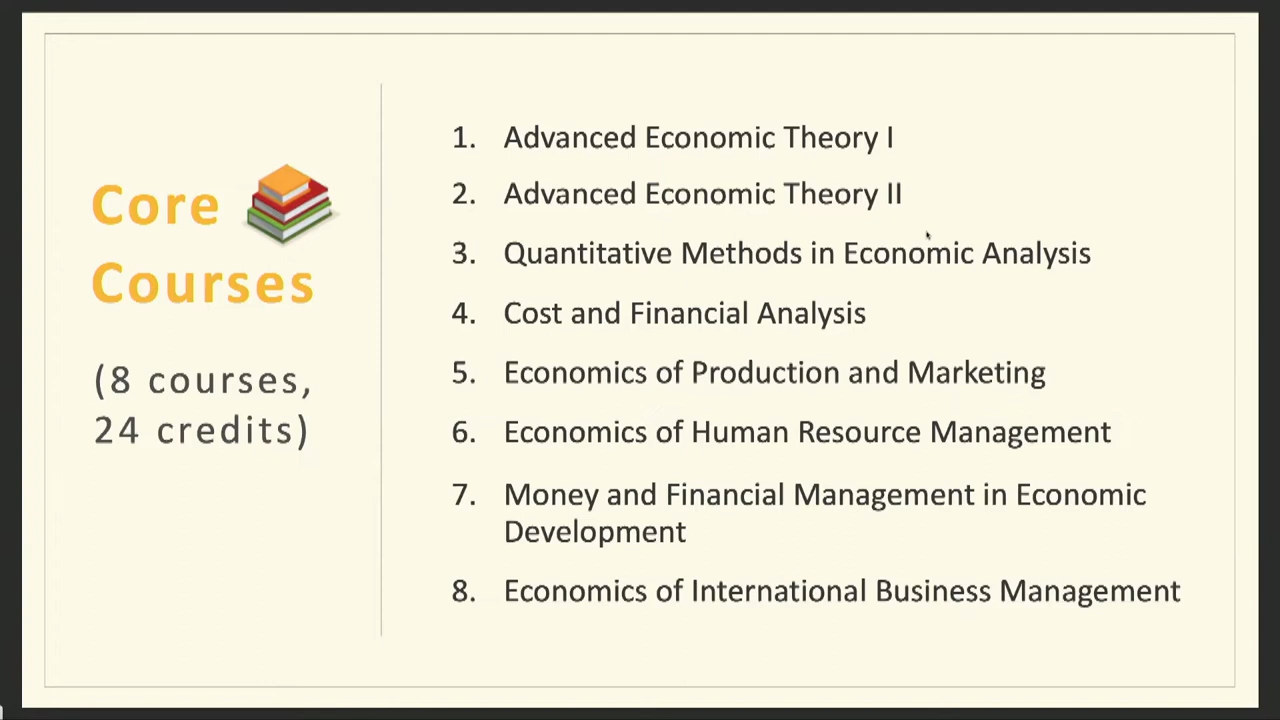 Core
Courses
(8 courses,
24 credits)
1. Advanced Economic Theory I
2. Advanced Economic Theory II
3. Quantitative Methods in Economic Analysis
4. Cost and Financial Analysis
5. Economics of Production and Marketing
6. Economics of Human Resource Management
7. Money and Financial Management in Economic
Development
8. Economics of International Business Management